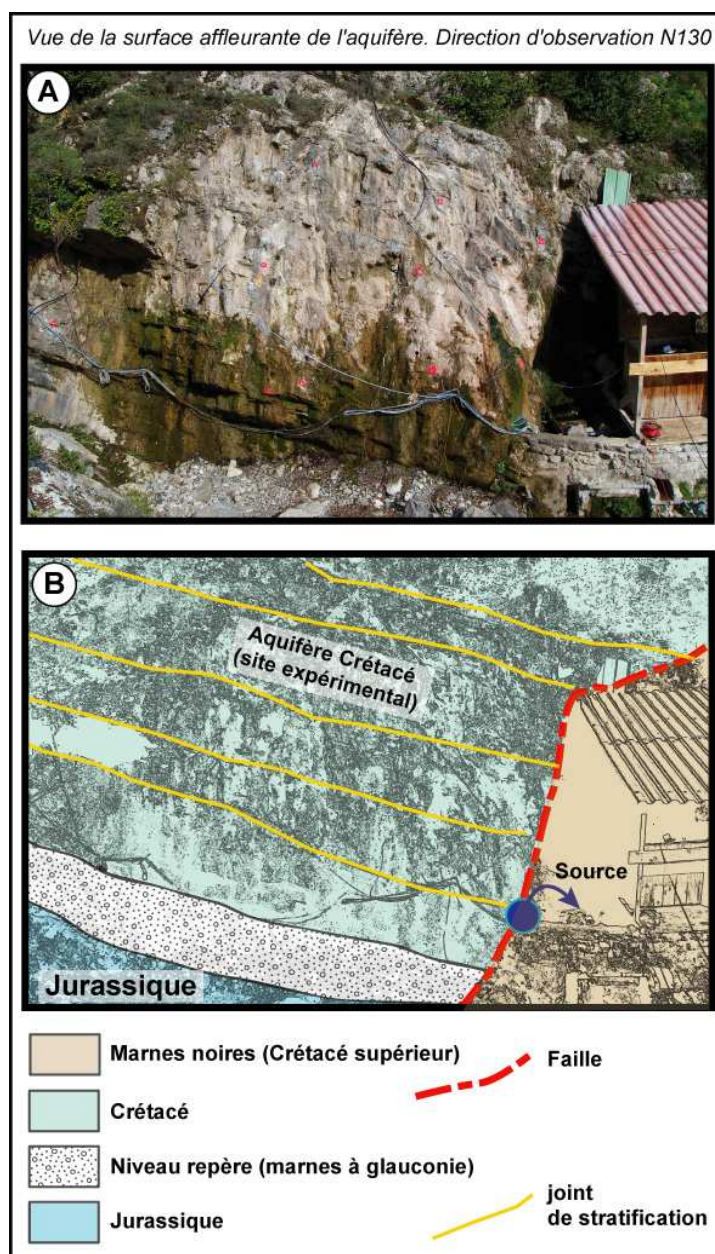 Vue de la surface affleurante de l'aquifère. Direction d'observation N130
A
B
Aquifère Crétacé
(site expérimental)
Source
Jurassique
Marnes noires (Crétacé supérieur)
Faille
Crétacé
Niveau repère (marnes à glauconie)
joint
de stratification
Jurassique